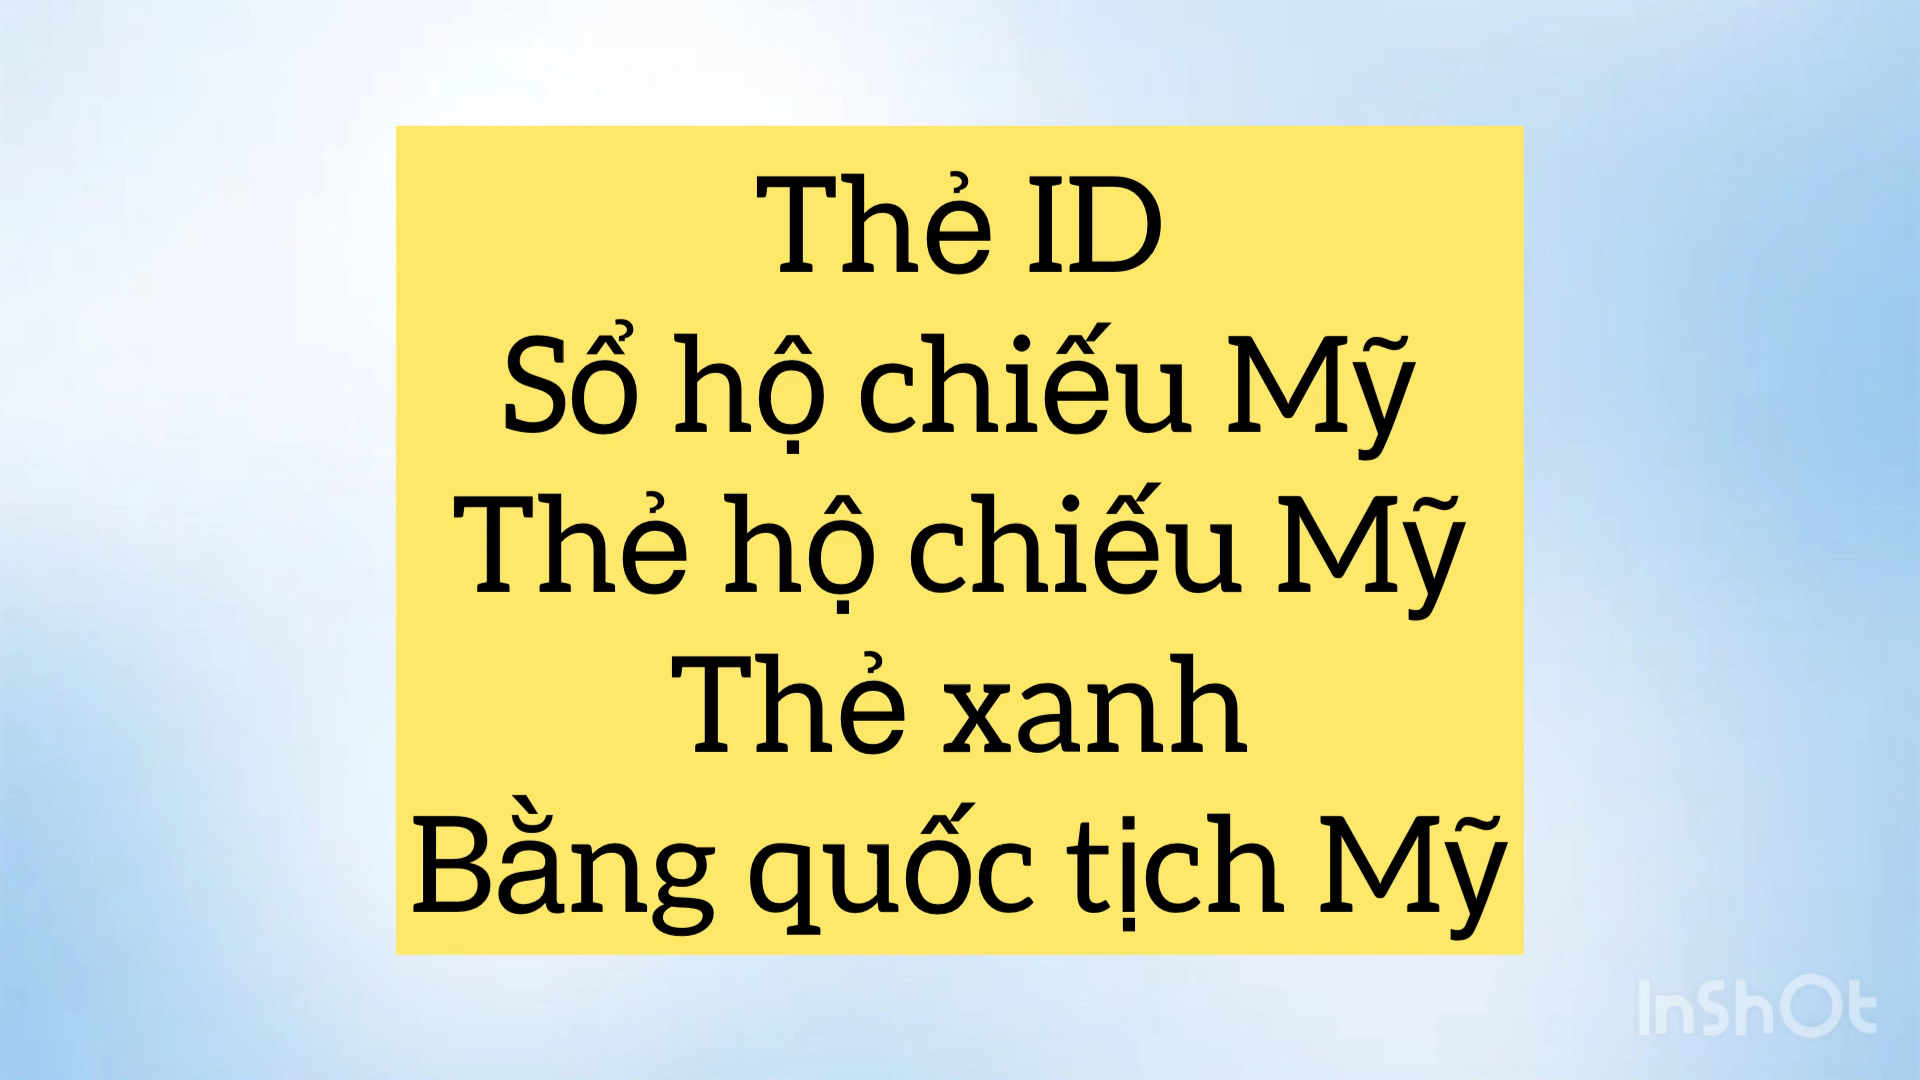 Thẻ ID
Sổ hộ chiếu Mỹ
Thẻ hộ chiếu Mỹ
Thẻ xanh
Bằng quốc tịch Mỹ
InShOt